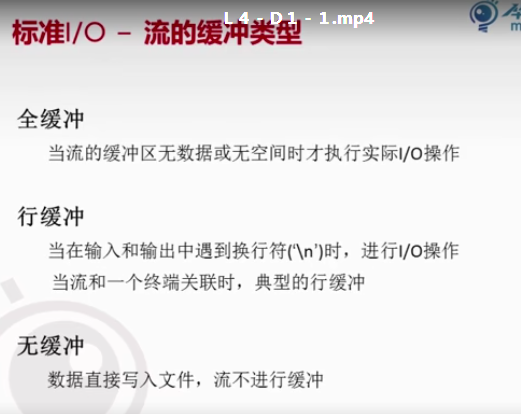 L 4 - D 1 - 1.mp4
标准I/O - 流的缓冲类型
全缓冲
当流的缓冲区无数据或无空间时才执行实际I/O操作
行缓冲
当在输入和输出中遇到换行符('\n')时，进行I/O操作
当流和一个终端关联时，典型的行缓冲
无缓冲
数据直接写入文件，流不进行缓冲